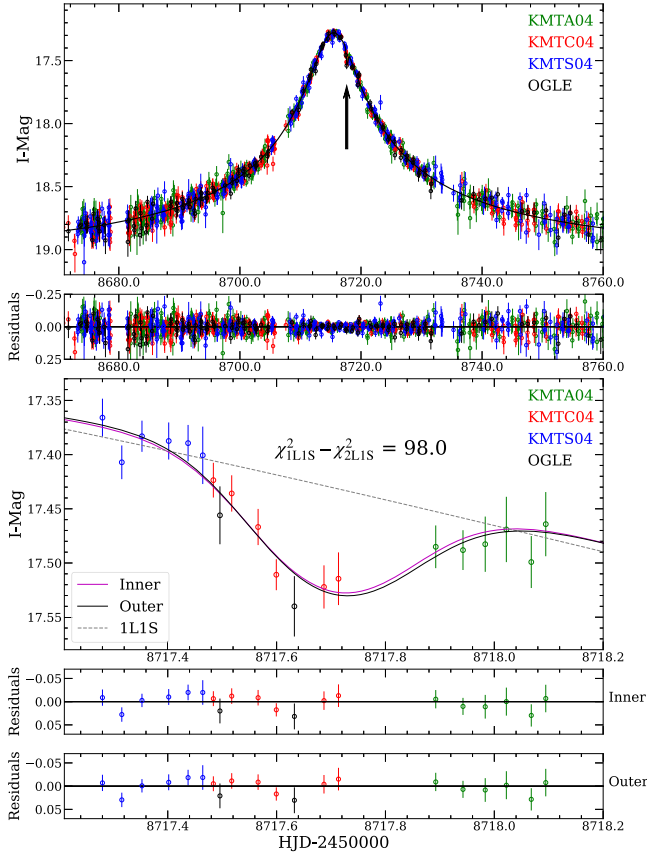 KMTA04
KMTC04
KMTS04
OGLE
I-Mag
17.5
18.0
18.5
19.0
8680.0 8700.0 8720.0 8740.0 8760.0
Residuals
−0.25
0.00
0.25
8680.0 8700.0 8720.0 8740.0 8760.0
KMTA04
KMTC04
KMTS04
OGLE
χ²1L1S − χ²2L1S = 98.0
I-Mag
17.35
17.40
17.45
17.50
17.55
Inner
Outer
1L1S
8717.4 8717.6 8717.8 8718.0 8718.2
Residuals
−0.05
0.00
0.05
Inner
8717.4 8717.6 8717.8 8718.0 8718.2
Residuals
−0.05
0.00
0.05
Outer
8717.4 8717.6 8717.8 8718.0 8718.2
HJD-2450000